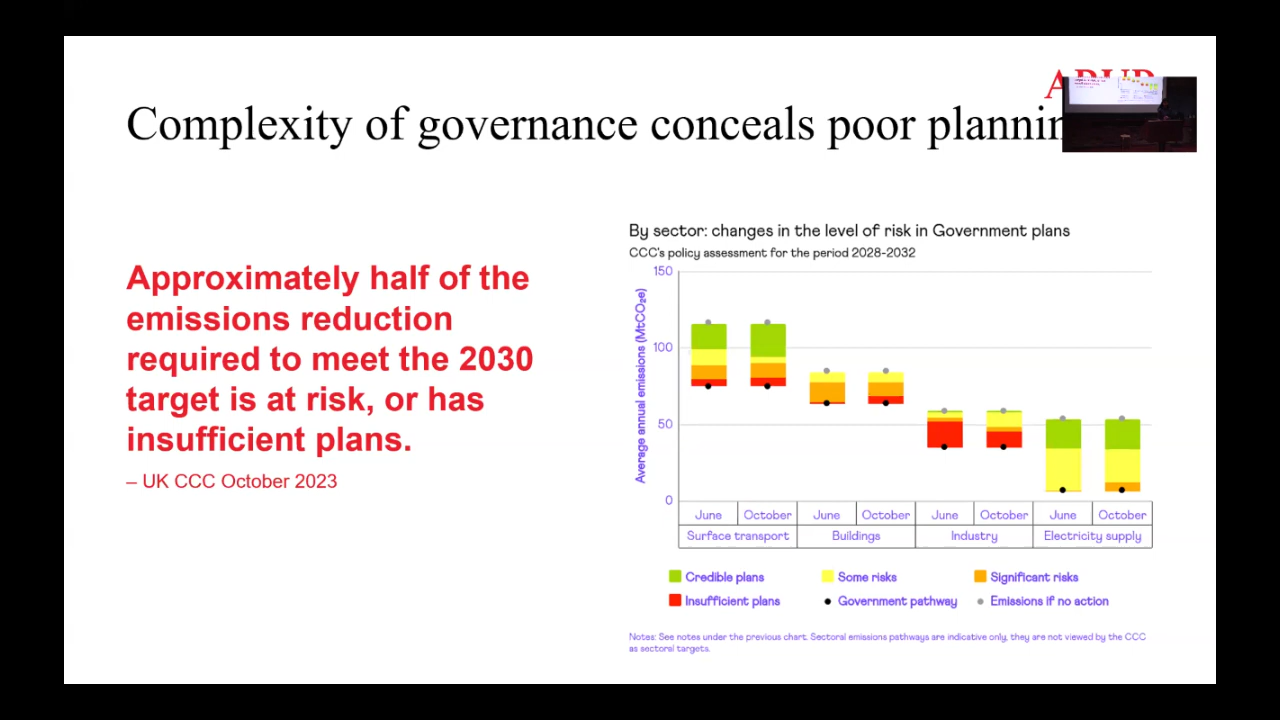 Complexity of governance conceals poor
Approximately half of the
emissions reduction
required to meet the 2030
target is at risk, or has
insufficient plans.
– UK CCC October 2023
By sector: changes in the level of risk in Government plans
CCC's policy assessment for the period 2028-2032
Average annual emissions (MtCO₂e)
150
100
50
0
June October June October June October June October
Surface transport Buildings Industry Electricity supply
Credible plans Some risks Significant risks
Insufficient plans Government pathway Emissions if no action
Notes: See notes under the previous chart. Sectoral emissions pathways are indicative only, they are not viewed by the CCC
as sectoral targets.